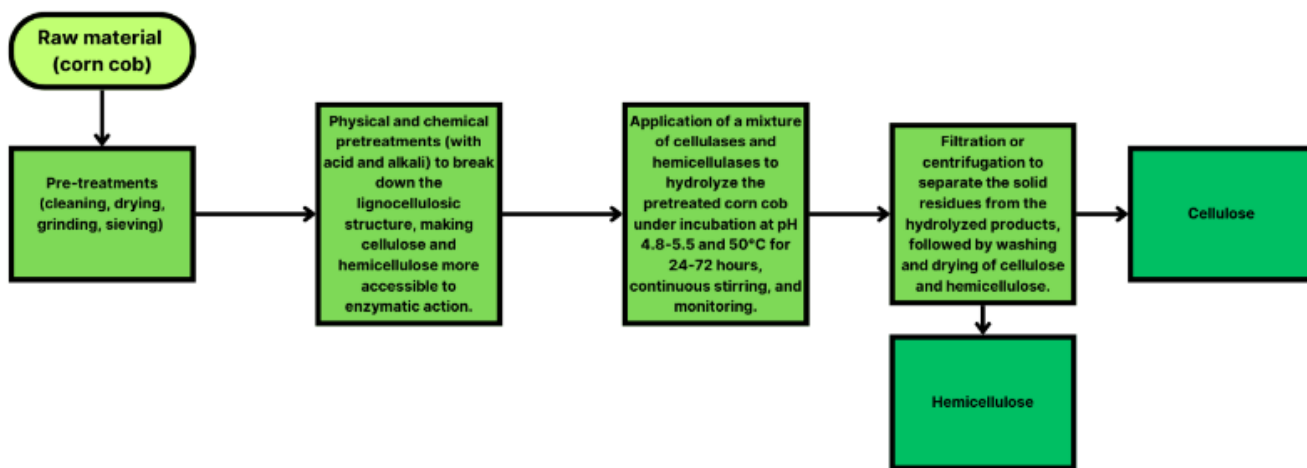 Raw material
(corn cob)
Pre-treatments
(cleaning, drying,
grinding, sieving)
Physical and chemical
pretreatments (with
acid and alkali) to break
down the
lignocellulosic
structure, making
cellulose and
hemicellulose more
accessible to
enzymatic action.
Application of a mixture
of cellulases and
hemicellulases to
hydrolyze the
pretreated corn cob
under incubation at pH
4.8-5.5 and 50°C for
24-72 hours,
continuous stirring, and
monitoring.
Filtration or
centrifugation to
separate the solid
residues from the
hydrolyzed products,
followed by washing
and drying of cellulose
and hemicellulose.
Cellulose
Hemicellulose